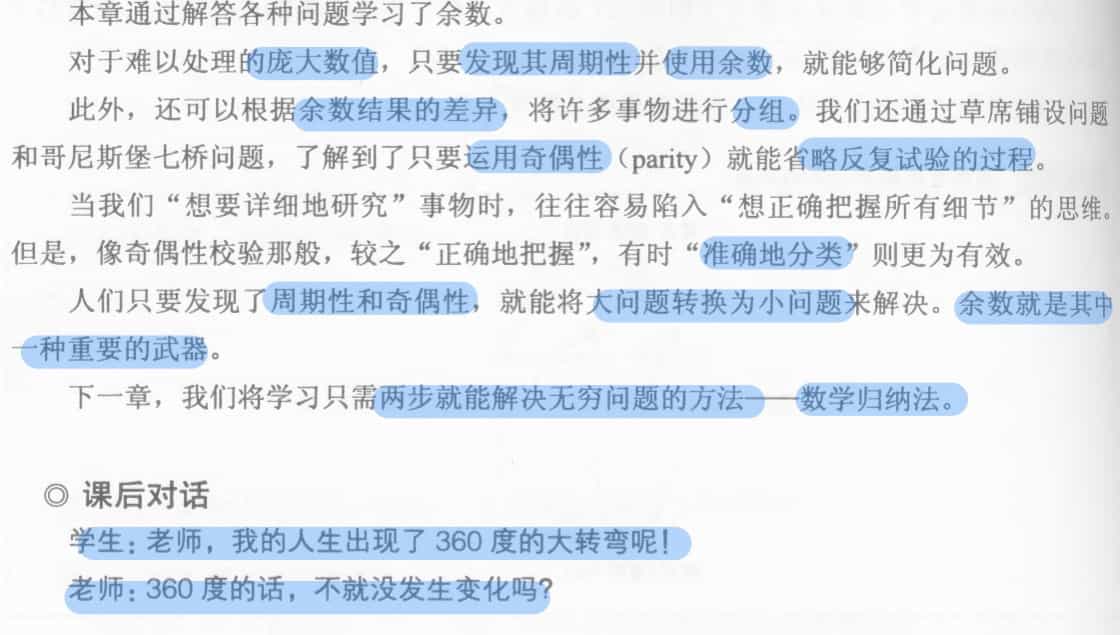 本章通过解答各种问题学习了余数。
对于难以处理的庞大数值，只要发现其周期性并使用余数，就能够简化问题。
此外，还可以根据余数结果的差异，将许多事物进行分组。我们还通过草席铺设问题
和哥尼斯堡七桥问题，了解到了只要运用奇偶性（parity）就能省略反复试验的过程。
当我们“想要详细地研究”事物时，往往容易陷入“想正确把握所有细节”的思维。
但是，像奇偶性校验那般，较之“正确地把握”，有时“准确地分类”则更为有效。
人们只要发现了周期性和奇偶性，就能将大问题转换为小问题来解决。余数就是其中
一种重要的武器。
下一章，我们将学习只需两步就能解决无穷问题的方法——数学归纳法。
◎ 课后对话
学生：老师，我的人生出现了 360 度的大转弯呢！
老师：360 度的话，不就没发生变化吗？